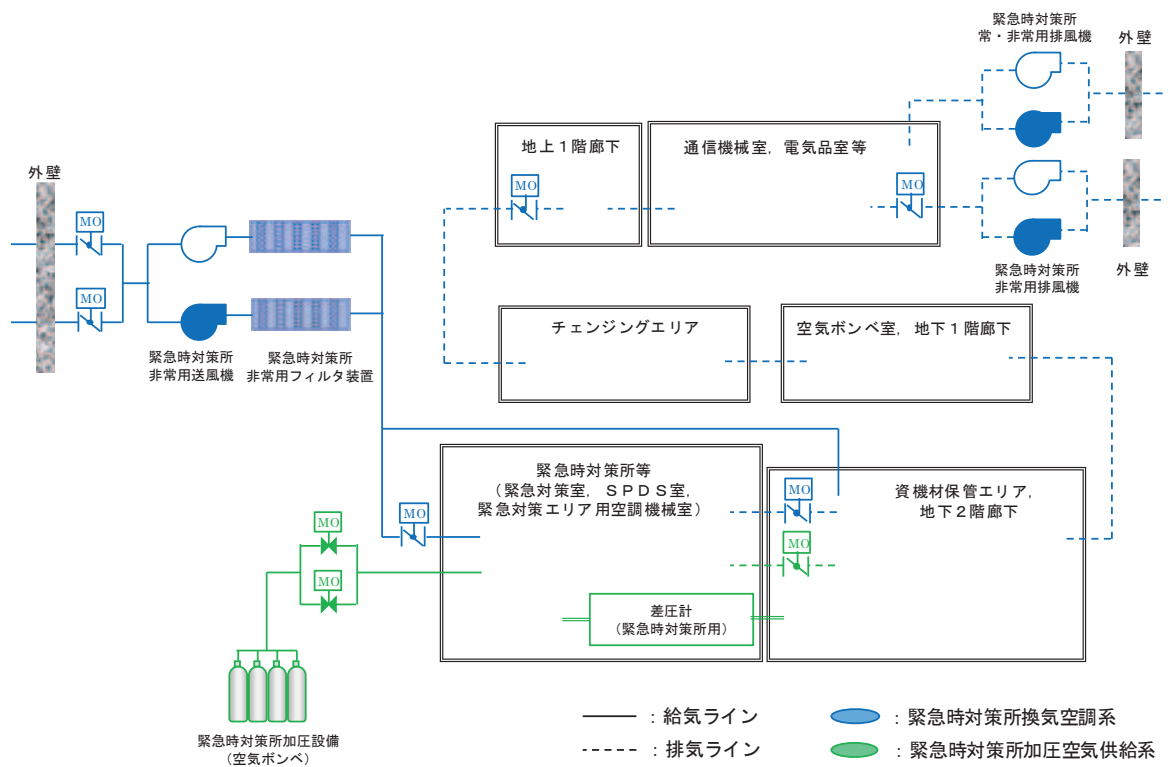 緊急時対策所
常・非常用排風機
外壁
地上１階廊下
通信機械室，電気品室等
MO
MO
外壁
MO
MO
緊急時対策所
非常用排風機
外壁
緊急時対策所
非常用送風機
緊急時対策所
非常用フィルタ装置
チェンジングエリア
空気ボンベ室，地下１階廊下
緊急時対策所等
（緊急対策室，ＳＰＤＳ室，
緊急対策エリア用空調機械室）
資機材保管エリア，
地下２階廊下
MO
MO
MO
MO
MO
差圧計
（緊急時対策所用）
緊急時対策所加圧設備
（空気ボンベ）
：給気ライン
：緊急時対策所換気空調系
：排気ライン
：緊急時対策所加圧空気供給系